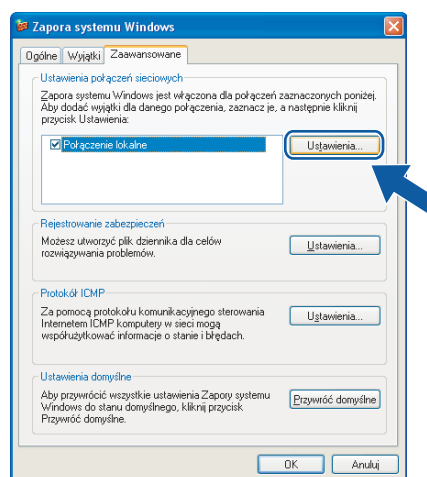 Zapora systemu Windows
Ogólne Wyjątki Zaawansowane
Ustawienia połączeń sieciowych
Zapora systemu Windows jest włączona dla połączeń zaznaczonych poniżej.
Aby dodać wyjątki dla danego połączenia, zaznacz je, a następnie kliknij
przycisk Ustawienia:
Połączenie lokalne
Ustawienia...
Rejestrowanie zabezpieczeń
Możesz utworzyć plik dziennika dla celów
rozwiązywania problemów.
Ustawienia...
Protokół ICMP
Za pomocą protokołu komunikacyjnego sterowania
Internetem ICMP komputery w sieci mogą
współużytkować informacje o stanie i błędach.
Ustawienia...
Ustawienia domyślne
Aby przywrócić wszystkie ustawienia Zapory systemu
Windows do stanu domyślnego, kliknij przycisk
Przywróć domyślne.
Przywróć domyślne
OK Anuluj